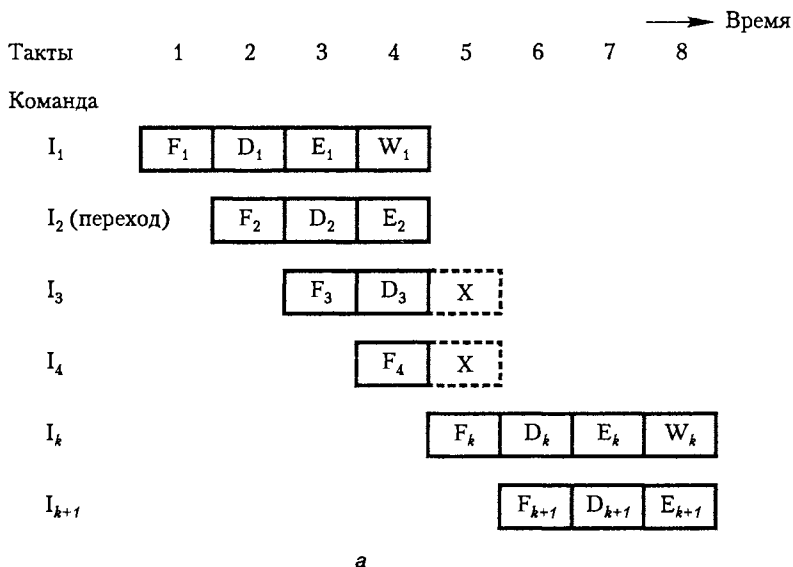 Время
Такты 1 2 3 4 5 6 7 8
Команда
I₁ F₁ D₁ E₁ W₁
I₂ (переход) F₂ D₂ E₂
I₃ F₃ D₃ X
I₄ F₄ X
Iₖ Fₖ Dₖ Eₖ Wₖ
Iₖ₊₁ Fₖ₊₁ Dₖ₊₁ Eₖ₊₁
а